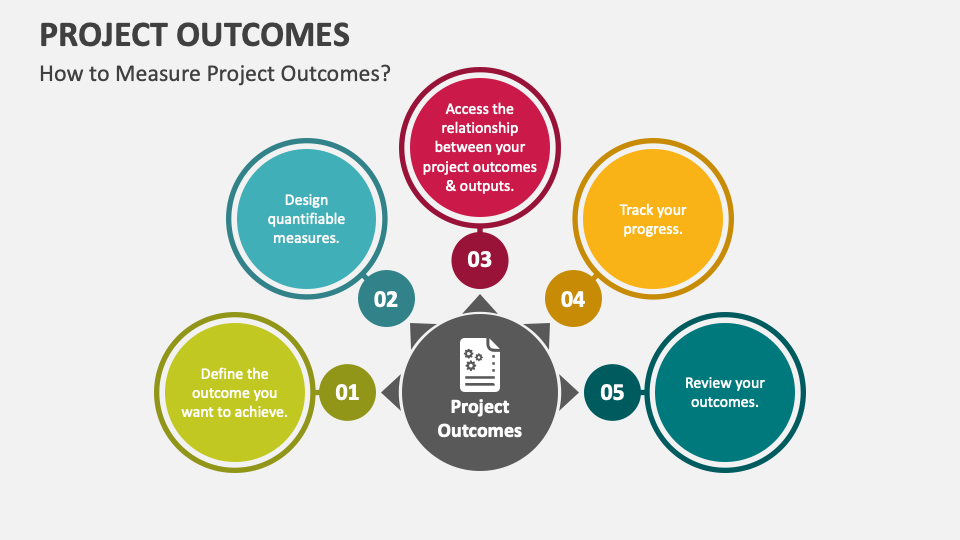 PROJECT OUTCOMES
How to Measure Project Outcomes?
Define the
outcome you
want to achieve.
01
Design
quantifiable
measures.
02
Access the
relationship
between your
project outcomes
& outputs.
03
Track your
progress.
04
Review your
outcomes.
05
Project
Outcomes